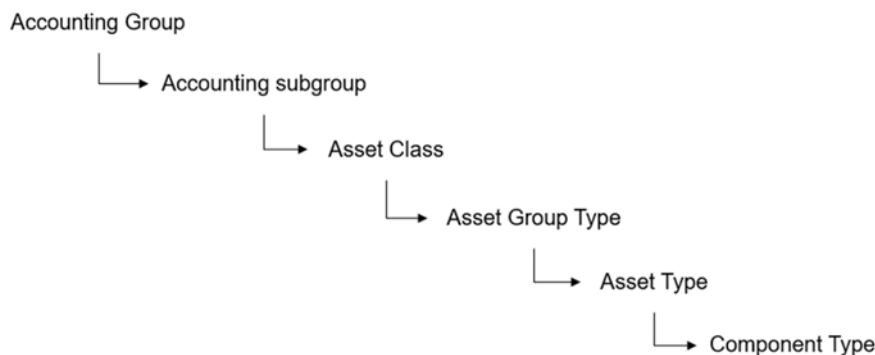 Accounting Group
Accounting subgroup
Asset Class
Asset Group Type
Asset Type
Component Type